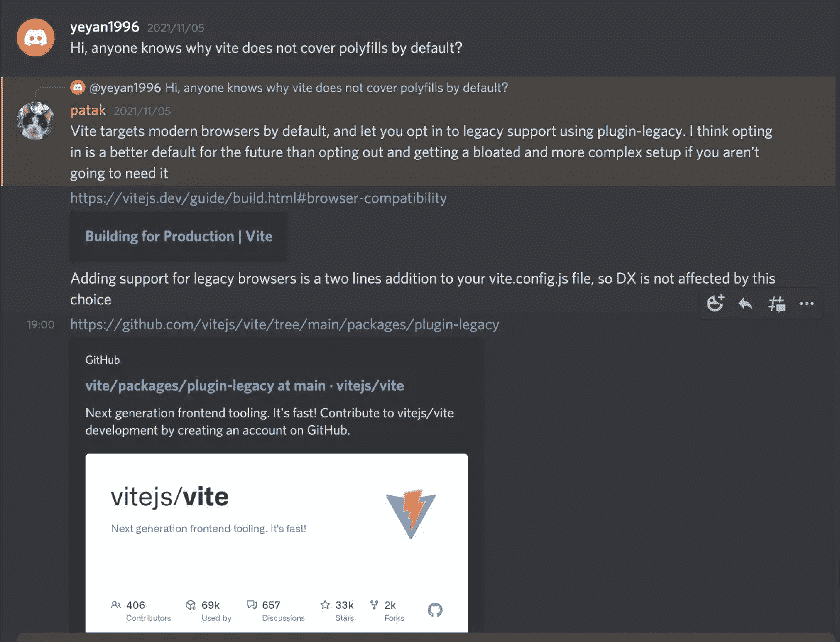 yeyan1996 2021/11/05
Hi, anyone knows why vite does not cover polyfills by default?
@yeyan1996 Hi, anyone knows why vite does not cover polyfills by default?
patak 2021/11/05
Vite targets modern browsers by default, and let you opt in to legacy support using plugin-legacy. I think opting
in is a better default for the future than opting out and getting a bloated and more complex setup if you aren't
going to need it
https://vitejs.dev/guide/build.html#browser-compatibility
Building for Production | Vite
Adding support for legacy browsers is a two lines addition to your vite.config.js file, so DX is not affected by this
choice
19:00 https://github.com/vitejs/vite/tree/main/packages/plugin-legacy
GitHub
vite/packages/plugin-legacy at main · vitejs/vite
Next generation frontend tooling. It's fast! Contribute to vitejs/vite
development by creating an account on GitHub.
vitejs/vite
Next generation frontend tooling. It's fast!
406 69k 657 33k 2k
Contributors Used by Discussions Stars Forks